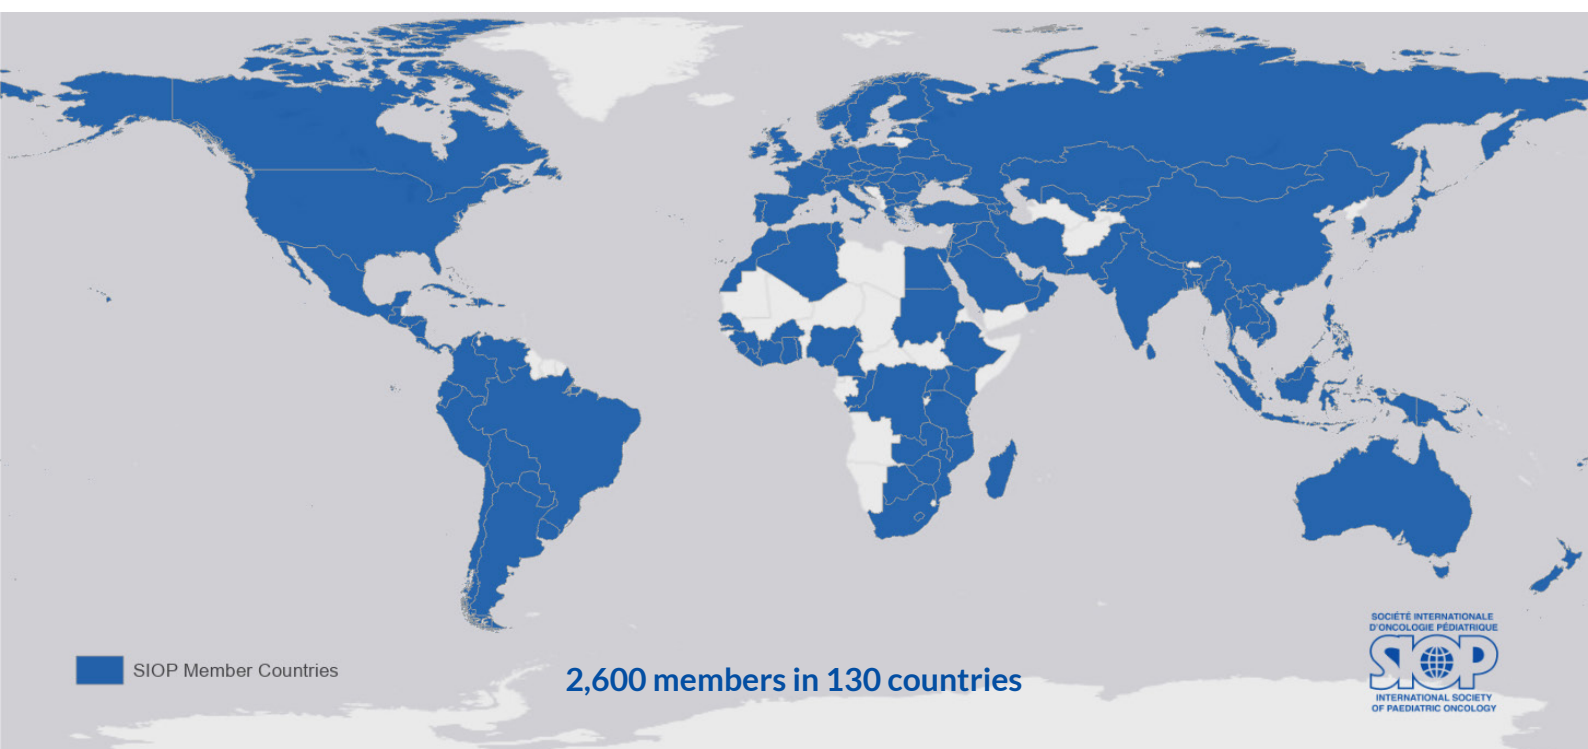 SIOP Member Countries
2,600 members in 130 countries
SOCIÉTÉ INTERNATIONALE
D'ONCOLOGIE PÉDIATRIQUE
SIOP
INTERNATIONAL SOCIETY
OF PAEDIATRIC ONCOLOGY